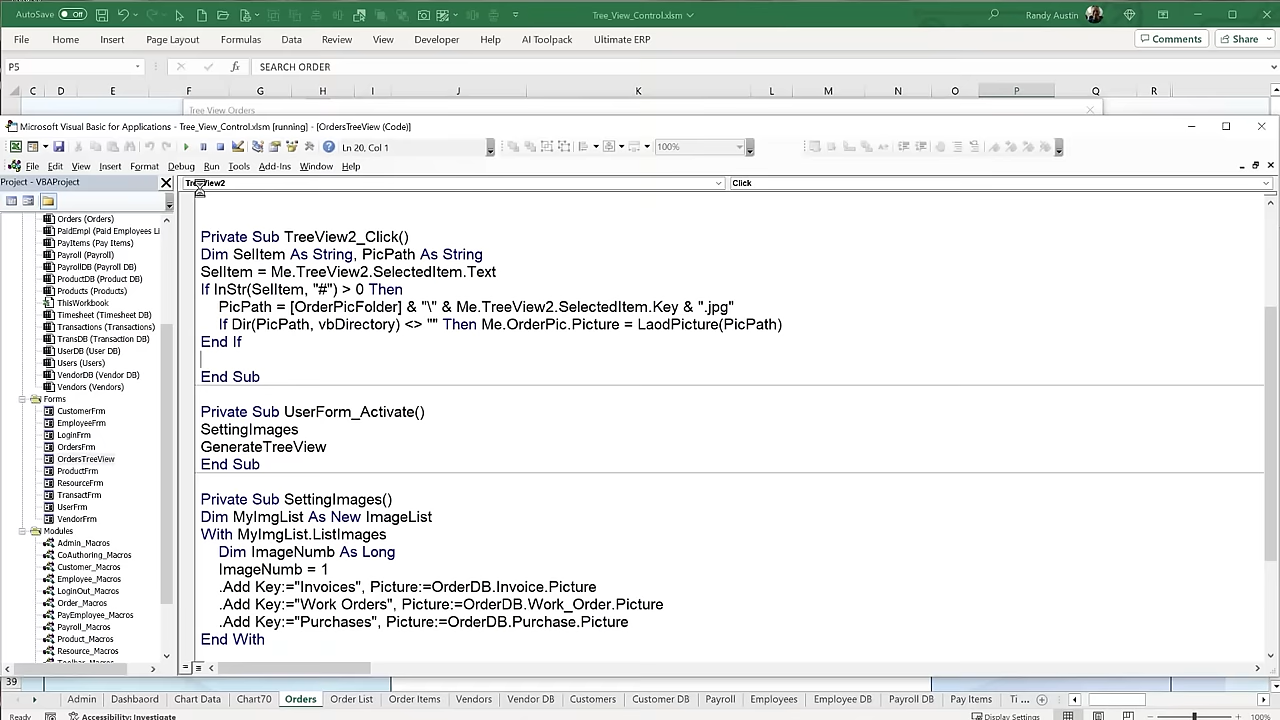 AutoSave Off Tree_View_Control.xlsm Randy Austin
File Home Insert Page Layout Formulas Data Review View Developer Help AI Toolpack Ultimate ERP Comments Share
P5 fx SEARCH ORDER
C D E F G H I J K L M N O P Q R
Tree View Orders
Microsoft Visual Basic for Applications - Tree_View_Control.xlsm [running] - [OrdersTreeView (Code)]
Ln 20, Col 1 100%
File Edit View Insert Format Debug Run Tools Add-Ins Window Help
Project - VBAProject
Click
Orders (Orders)
PaidEmpl (Paid Employees Li
PayItems (Pay Items)
Payroll (Payroll)
PayrollDB (Payroll DB)
ProductDB (Product DB)
Products (Products)
ThisWorkbook
Timesheet (Timesheet DB)
Transactions (Transactions)
TransDB (Transaction DB)
UserDB (User DB)
Users (Users)
VendorDB (Vendor DB)
Vendors (Vendors)
Forms
CustomerFrm
EmployeeFrm
LoginFrm
OrdersFrm
OrdersTreeView
ProductFrm
ResourceFrm
TransactFrm
UserFrm
VendorFrm
Modules
Admin_Macros
CoAuthoring_Macros
Customer_Macros
Employee_Macros
LoginOut_Macros
Order_Macros
PayEmployee_Macros
Payroll_Macros
Product_Macros
Resource_Macros
Private Sub TreeView2_Click()
Dim SelItem As String, PicPath As String
SelItem = Me.TreeView2.SelectedItem.Text
If InStr(SelItem, "#") > 0 Then
PicPath = [OrderPicFolder] & "\" & Me.TreeView2.SelectedItem.Key & ".jpg"
If Dir(PicPath, vbDirectory) <> "" Then Me.OrderPic.Picture = LaodPicture(PicPath)
End If
End Sub
Private Sub UserForm_Activate()
SettingImages
GenerateTreeView
End Sub
Private Sub SettingImages()
Dim MyImgList As New ImageList
With MyImgList.ListImages
Dim ImageNumb As Long
ImageNumb = 1
.Add Key:="Invoices", Picture:=OrderDB.Invoice.Picture
.Add Key:="Work Orders", Picture:=OrderDB.Work_Order.Picture
.Add Key:="Purchases", Picture:=OrderDB.Purchase.Picture
End With
39
Admin Dashbaord Chart Data Chart70 Orders Order List Order Items Vendors Vendor DB Customers Customer DB Payroll Employees Employee DB Payroll DB Pay Items Ti ...
Ready Accessibility: Investigate Display Settings 100%